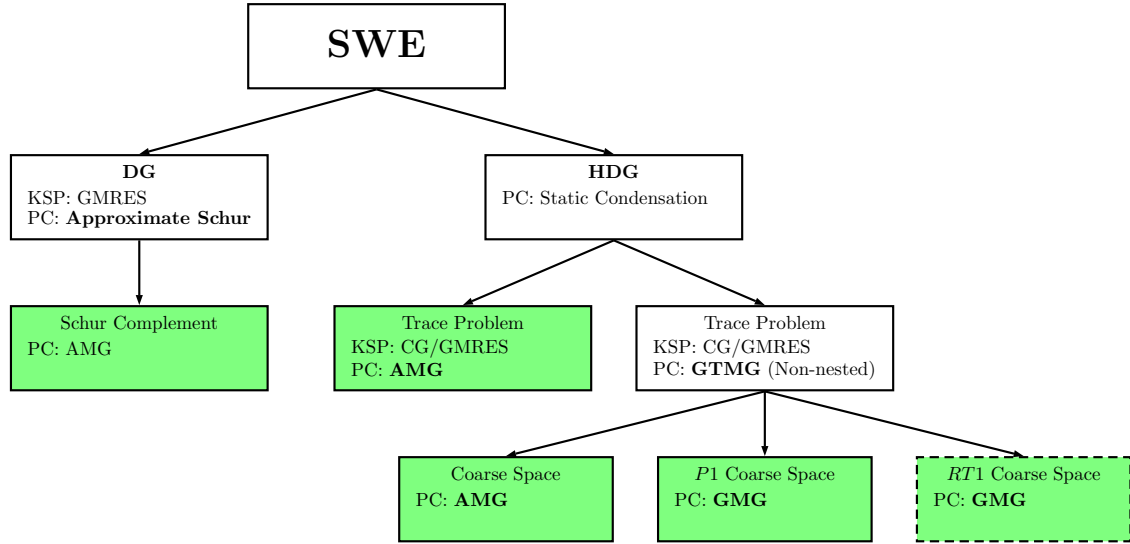 SWE
DG
KSP: GMRES
PC: Approximate Schur
HDG
PC: Static Condensation
Schur Complement
PC: AMG
Trace Problem
KSP: CG/GMRES
PC: AMG
Trace Problem
KSP: CG/GMRES
PC: GTMG (Non-nested)
Coarse Space
PC: AMG
P1 Coarse Space
PC: GMG
RT1 Coarse Space
PC: GMG